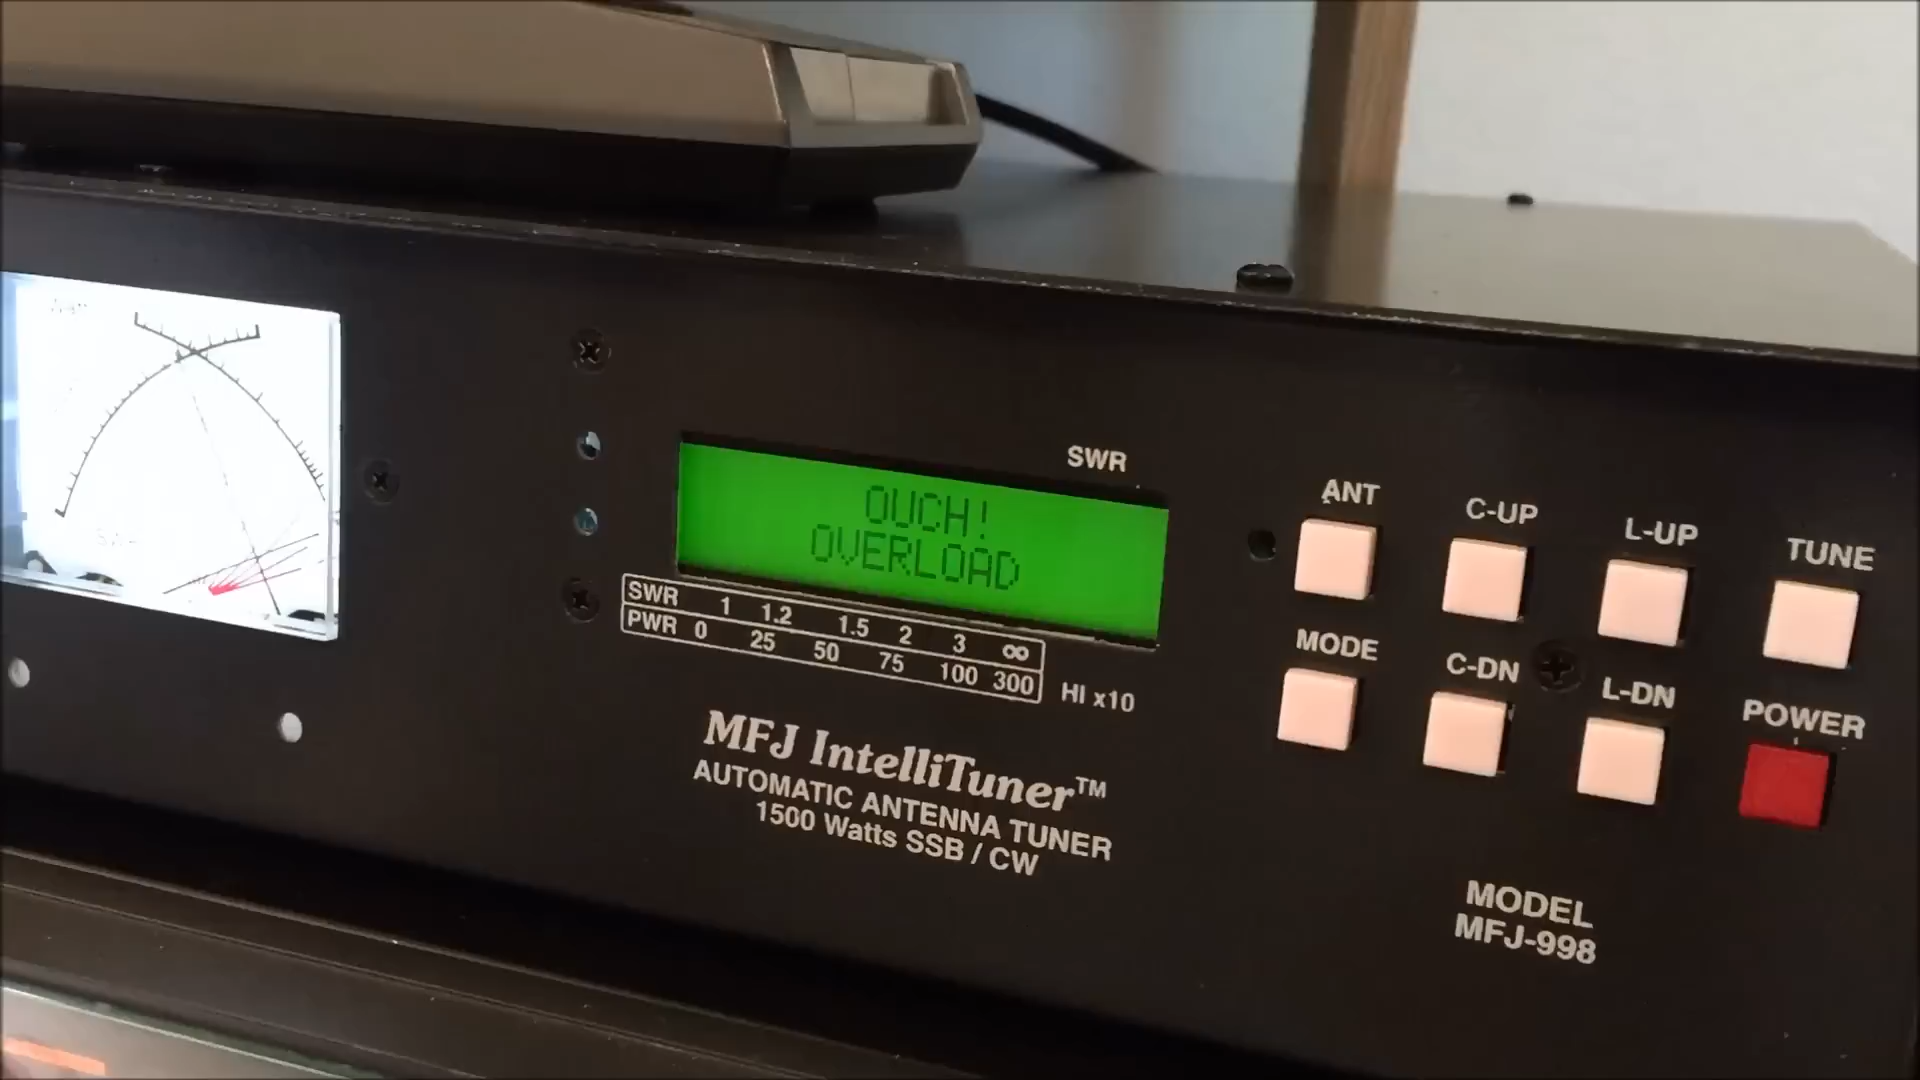 SWR
OUCH!
OVERLOAD
SWR 1 1.2 1.5 2 3 ∞
PWR 0 25 50 75 100 300
HI x10
MFJ IntelliTuner™
AUTOMATIC ANTENNA TUNER
1500 Watts SSB / CW
ANT
C-UP
L-UP
TUNE
MODE
C-DN
L-DN
POWER
MODEL
MFJ-998